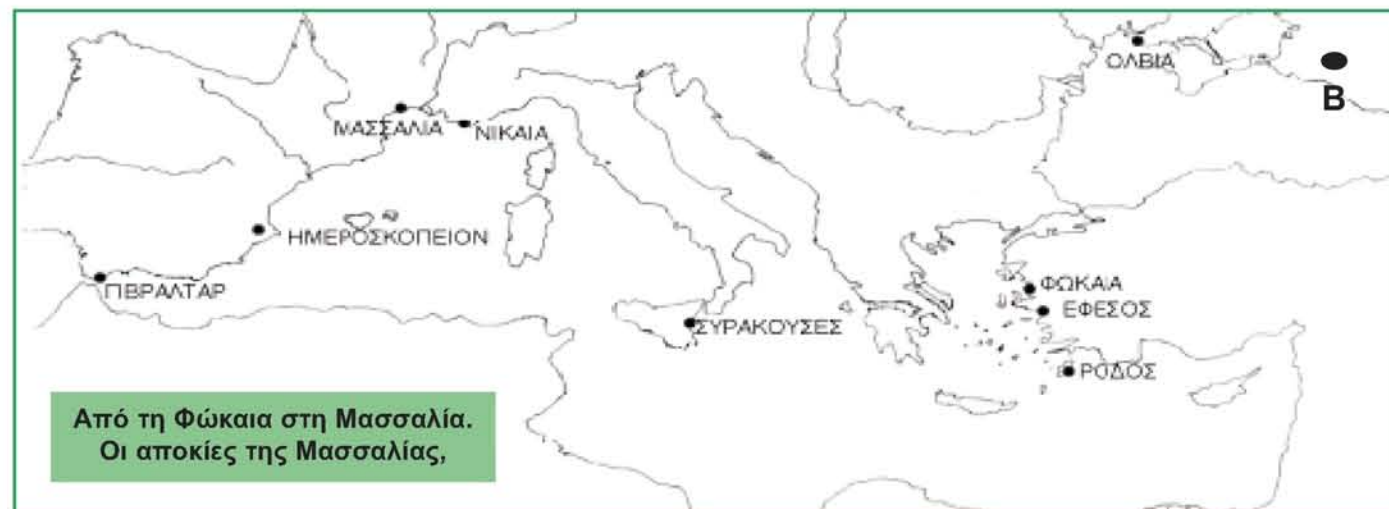 ΟΛΒΙΑ
Β
ΜΑΣΣΑΛΙΑ
ΝΙΚΑΙΑ
ΗΜΕΡΟΣΚΟΠΕΙΟΝ
ΓΙΒΡΑΛΤΑΡ
ΦΩΚΑΙΑ
ΕΦΕΣΟΣ
ΣΥΡΑΚΟΥΣΕΣ
ΡΟΔΟΣ
Από τη Φώκαια στη Μασσαλία.
Οι αποκίες της Μασσαλίας,